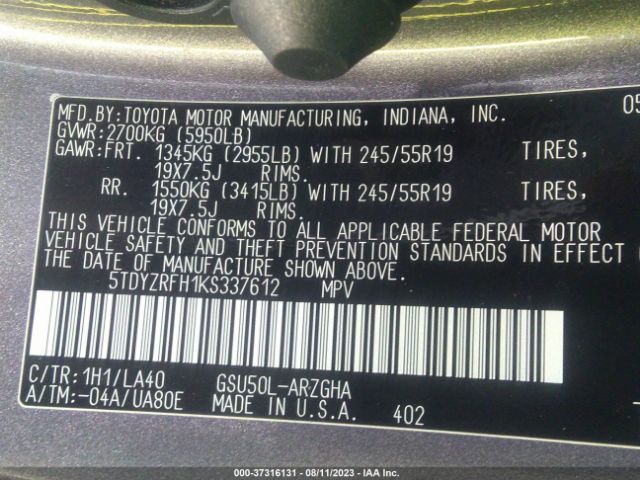 MFD.BY:TOYOTA MOTOR MANUFACTURING, INDIANA, INC. 05
GVWR:2700KG (5950LB)
GAWR:FRT. 1345KG (2955LB) WITH 245/55R19 TIRES,
19X7.5J RIMS.
RR. 1550KG (3415LB) WITH 245/55R19 TIRES,
19X7.5J RIMS.
THIS VEHICLE CONFORMS TO ALL APPLICABLE FEDERAL MOTOR
VEHICLE SAFETY AND THEFT PREVENTION STANDARDS IN EFFECT
THE DATE OF MANUFACTURE SHOWN ABOVE.
5TDYZRFH1KS337612 MPV
C/TR:1H1/LA40 GSU50L-ARZGHA
A/TM:-04A/UA80E MADE IN U.S.A. 402
000-37316131 - 08/11/2023 - IAA Inc.